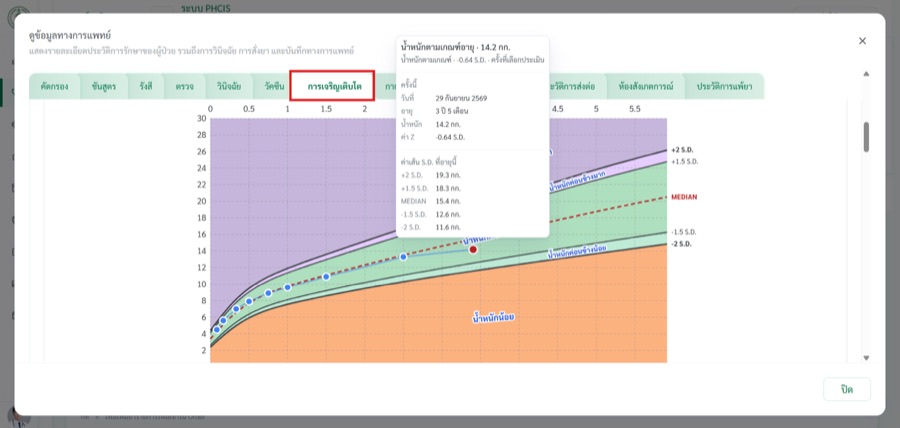 ระบบ PHCIS
ดูข้อมูลทางการแพทย์
แสดงรายละเอียดประวัติการรักษาของผู้ป่วย รวมถึงการวินิจฉัย การสั่งยา และบันทึกทางการแพทย์
คัดกรอง ชันสูตร รังสี ตรวจ วินิจฉัย วัคซีน การเจริญเติบโต ห้องสังเกตการณ์ ประวัติการแพ้ยา
น้ำหนักตามเกณฑ์อายุ · 14.2 กก.
น้ำหนักตามเกณฑ์ · -0.64 S.D. · ครั้งที่เลือกประเมิน
ครั้งนี้
วันที่ 29 กันยายน 2569
อายุ 3 ปี 5 เดือน
น้ำหนัก 14.2 กก.
ค่า Z -0.64 S.D.
ค่าเส้น S.D. ที่อายุนี้
+2 S.D. 19.3 กก.
+1.5 S.D. 18.3 กก.
MEDIAN 15.4 กก.
-1.5 S.D. 12.6 กก.
-2 S.D. 11.6 กก.
0 0.5 1 1.5 2 4.5 5 5.5
30
28
26
24
22
20
18
16
14
12
10
8
6
4
2
+2 S.D.
+1.5 S.D.
MEDIAN
-1.5 S.D.
-2 S.D.
น้ำหนักค่อนข้างมาก
น้ำหนักค่อนข้างน้อย
น้ำหนักน้อย
ปิด